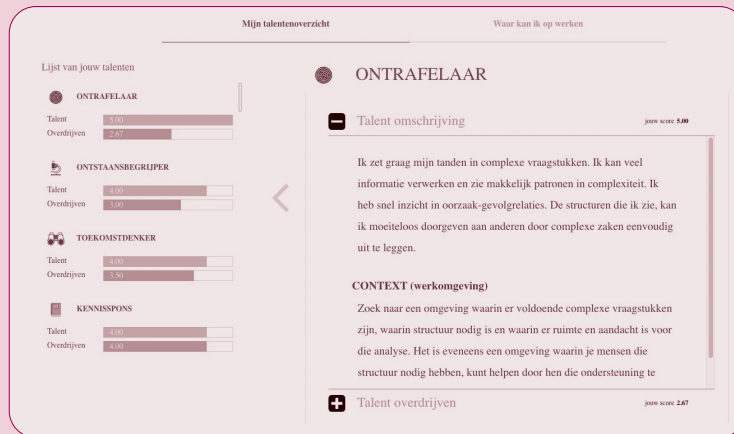 Mijn talentenoverzicht
Waar kan ik op werken
Lijst van jouw talenten
ONTRAFELAAR
Talent 5.00
Overdrijven 2.67
ONTSTAANSBEGRIJPER
Talent 4.00
Overdrijven 3.00
TOEKOMSTDENKER
Talent 4.00
Overdrijven 3.50
KENNISSPONS
Talent 4.00
Overdrijven 4.00
ONTRAFELAAR
Talent omschrijving
jouw score 5.00
Ik zet graag mijn tanden in complexe vraagstukken. Ik kan veel
informatie verwerken en zie makkelijk patronen in complexiteit. Ik
heb snel inzicht in oorzaak-gevolgrelaties. De structuren die ik zie, kan
ik moeiteloos doorgeven aan anderen door complexe zaken eenvoudig
uit te leggen.
CONTEXT (werkomgeving)
Zoek naar een omgeving waarin er voldoende complexe vraagstukken
zijn, waarin structuur nodig is en waarin er ruimte en aandacht is voor
die analyse. Het is eveneens een omgeving waarin je mensen die
structuur nodig hebben, kunt helpen door hen die ondersteuning te
Talent overdrijven
jouw score 2.67